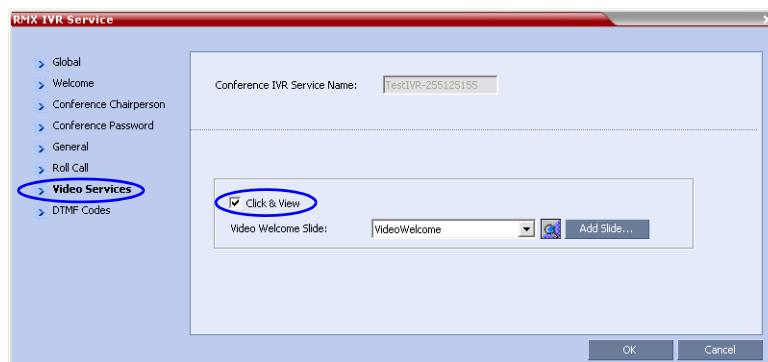 RMX IVR Service
Global
Welcome
Conference Chairperson
Conference Password
General
Roll Call
Video Services
DTMF Codes
Conference IVR Service Name: TestIVR-255125155
Click & View
Video Welcome Slide: VideoWelcome Add Slide...
OK Cancel